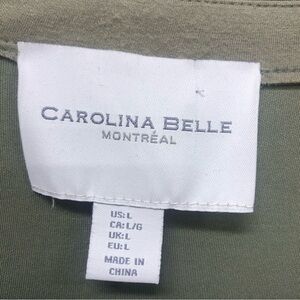 CAROLINA BELLE
MONTRÉAL
US:L
CA:L/G
UK:L
EU:L
MADE IN
CHINA